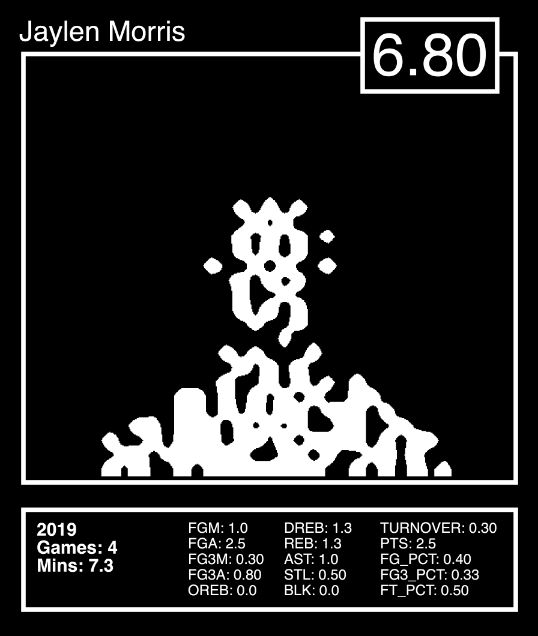 Jaylen Morris
6.80
2019
Games: 4
Mins: 7.3
FGM: 1.0
FGA: 2.5
FG3M: 0.30
FG3A: 0.80
OREB: 0.0
DREB: 1.3
REB: 1.3
AST: 1.0
STL: 0.50
BLK: 0.0
TURNOVER: 0.30
PTS: 2.5
FG_PCT: 0.40
FG3_PCT: 0.33
FT_PCT: 0.50